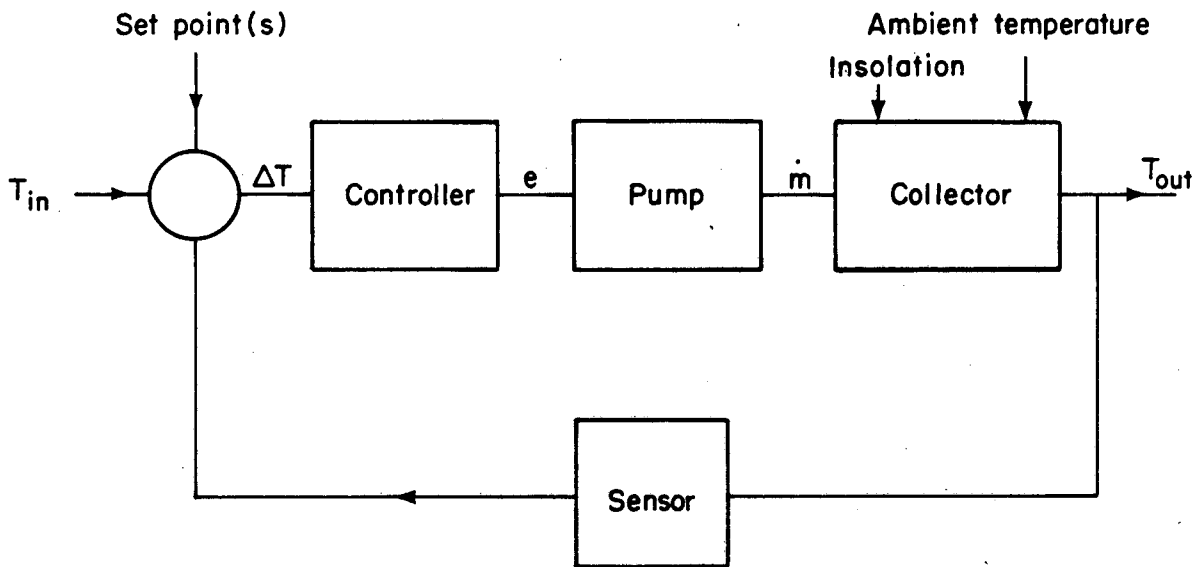 Set point(s)
Ambient temperature
Insolation
T_in
ΔT
Controller
e
Pump
ṁ
Collector
T_out
Sensor